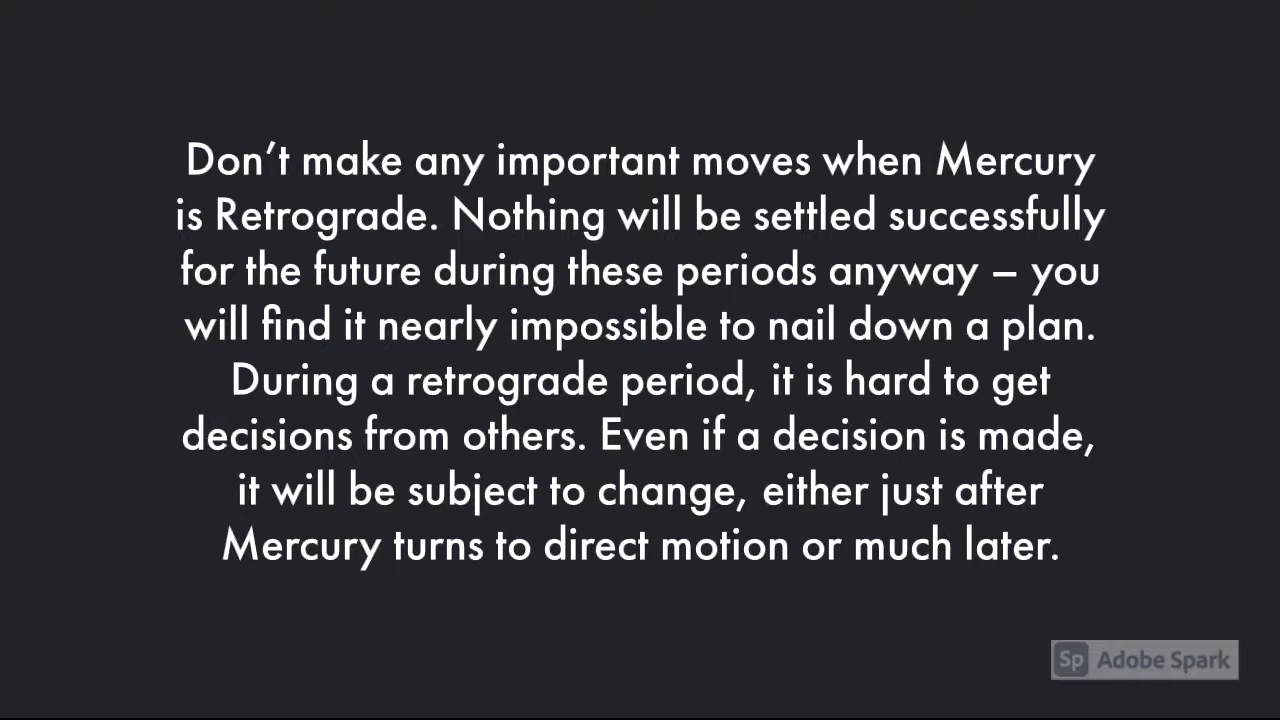 Don’t make any important moves when Mercury
is Retrograde. Nothing will be settled successfully
for the future during these periods anyway – you
will find it nearly impossible to nail down a plan.
During a retrograde period, it is hard to get
decisions from others. Even if a decision is made,
it will be subject to change, either just after
Mercury turns to direct motion or much later.
Sp Adobe Spark